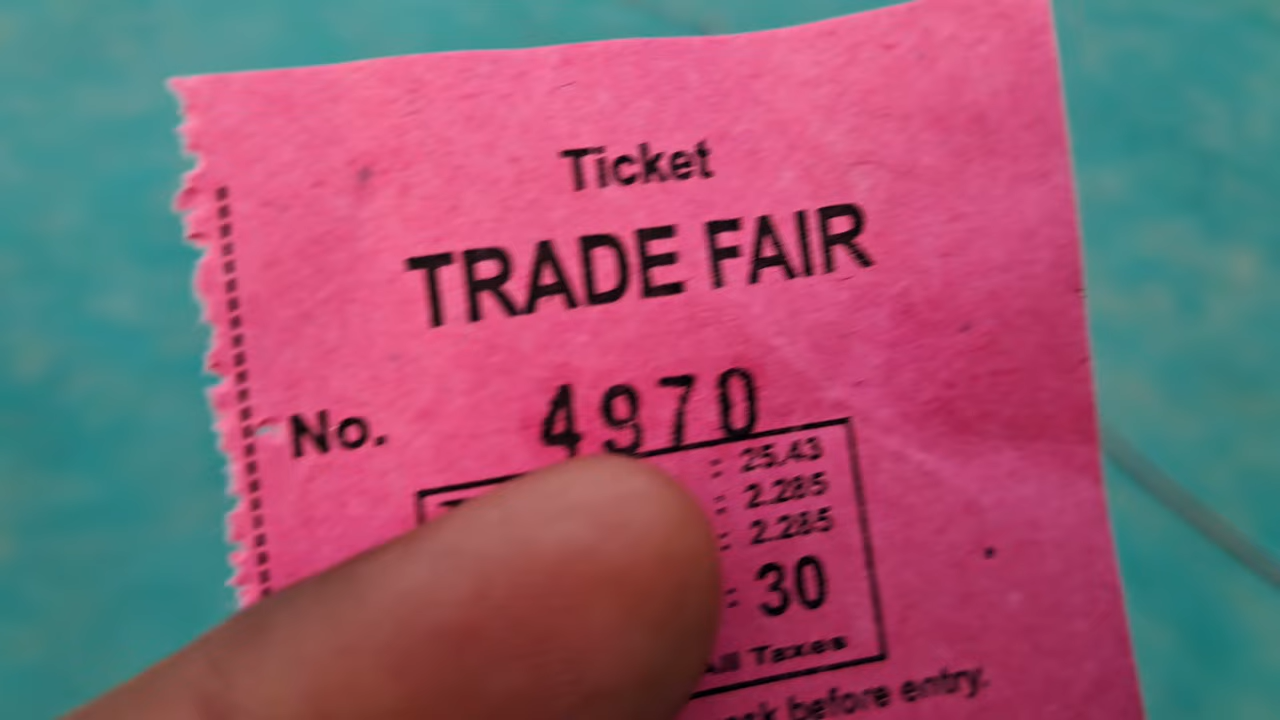 Ticket
TRADE FAIR
No. 4970
: 25.43
: 2.285
: 2.285
: 30
All Taxes
before entry.